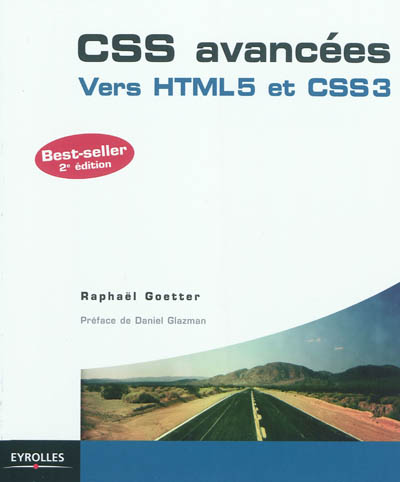 CSS avancées
Vers HTML5 et CSS3
Best-seller
2e édition
Raphaël Goetter
Préface de Daniel Glazman
EYROLLES